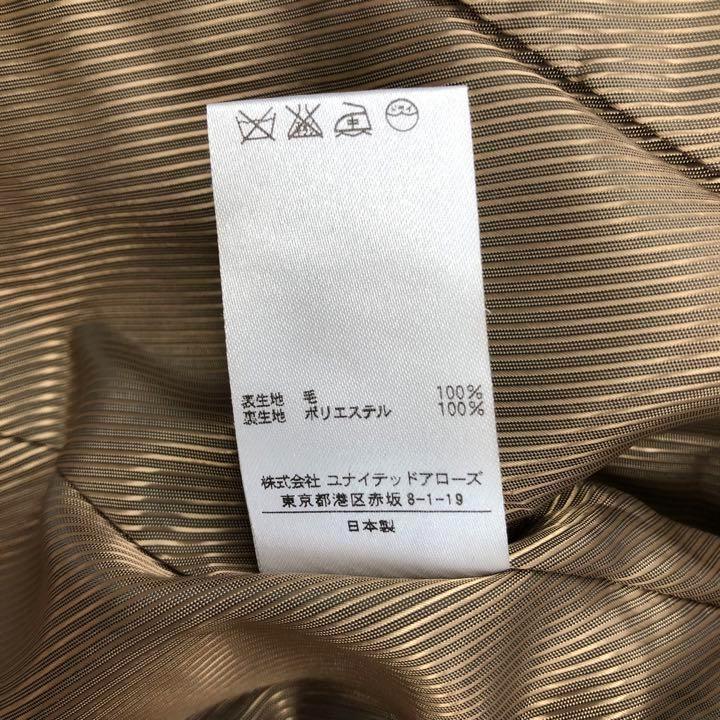 ドライ
表生地 毛 100%
裏生地 ポリエステル 100%
株式会社 ユナイテッドアローズ
東京都港区赤坂8-1-19
日本製